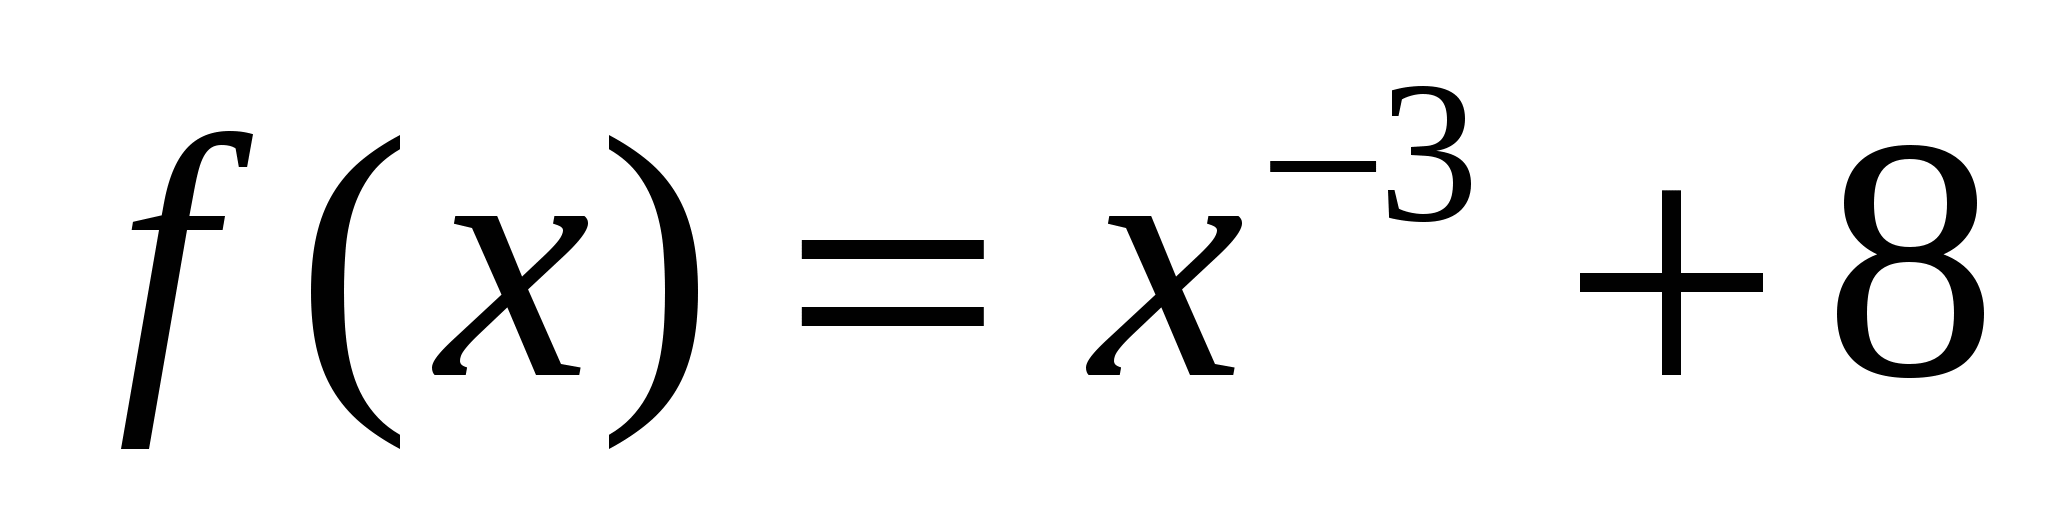 f(x) = x⁻³ + 8